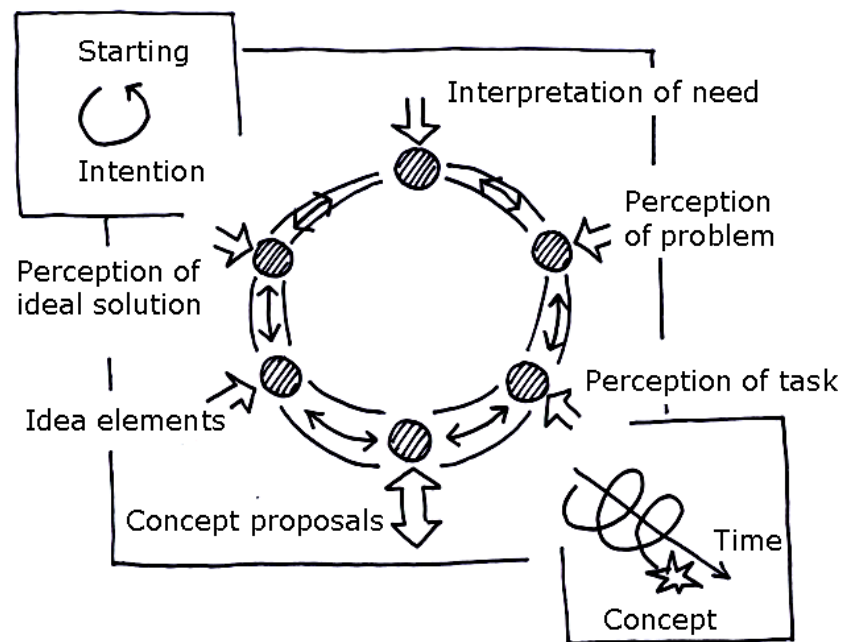 Starting
Intention
Interpretation of need
Perception
of problem
Perception of
ideal solution
Perception of task
Idea elements
Concept proposals
Time
Concept